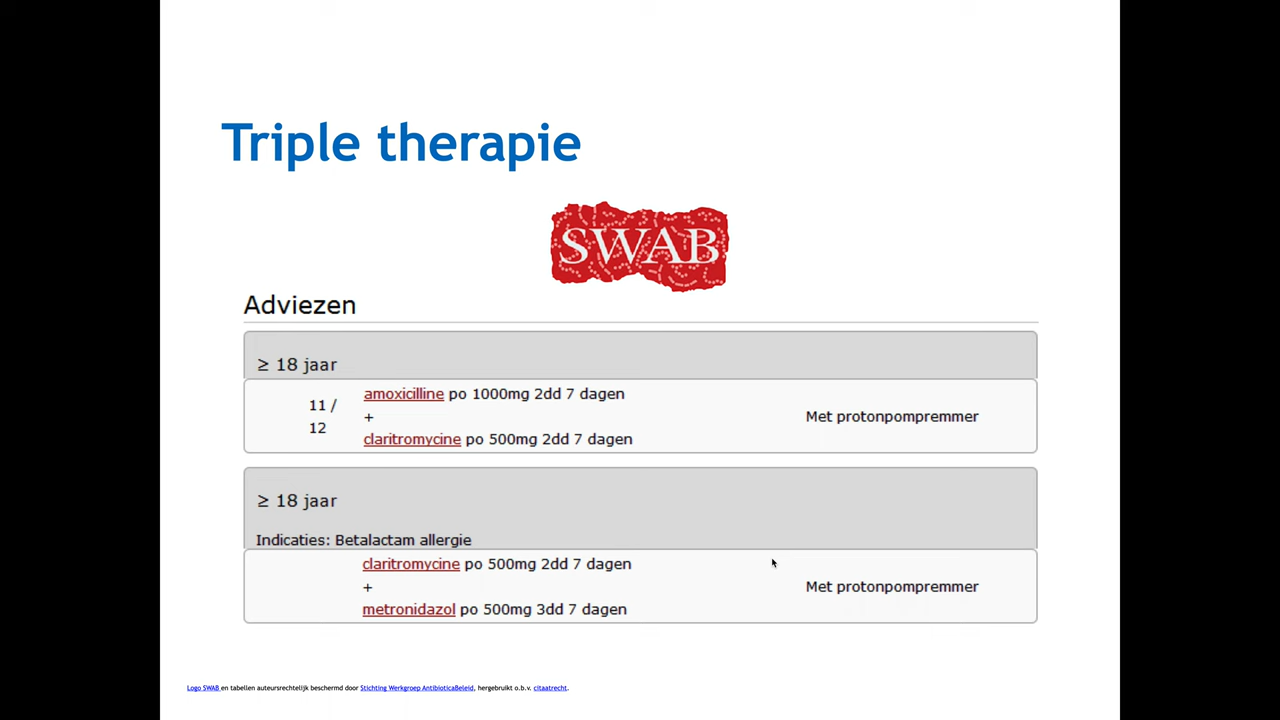 Triple therapie
SWAB
Adviezen
≥ 18 jaar
11 /
12
amoxicilline po 1000mg 2dd 7 dagen
+
claritromycine po 500mg 2dd 7 dagen
Met protonpompremmer
≥ 18 jaar
Indicaties: Betalactam allergie
claritromycine po 500mg 2dd 7 dagen
+
metronidazol po 500mg 3dd 7 dagen
Met protonpompremmer
Logo SWAB en tabellen auteursrechtelijk beschermd door Stichting Werkgroep AntibioticaBeleid, hergebruikt o.b.v. citaatrecht.